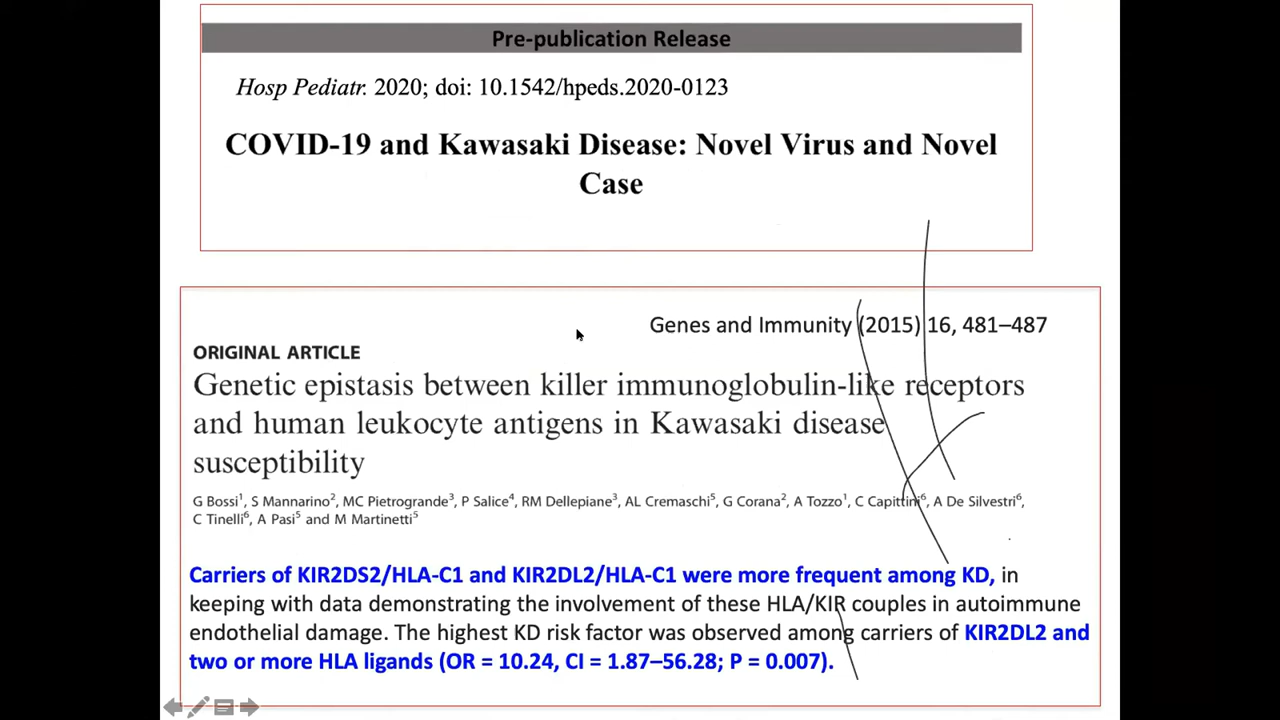 Pre-publication Release
Hosp Pediatr. 2020; doi: 10.1542/hpeds.2020-0123
COVID-19 and Kawasaki Disease: Novel Virus and Novel
Case
Genes and Immunity (2015) 16, 481–487
ORIGINAL ARTICLE
Genetic epistasis between killer immunoglobulin-like receptors
and human leukocyte antigens in Kawasaki disease
susceptibility
G Bossi1, S Mannarino2, MC Pietrogrande3, P Salice4, RM Dellepiane3, AL Cremaschi5, G Corana2, A Tozzo1, C Capittini6, A De Silvestri6,
C Tinelli6, A Pasi5 and M Martinetti5
Carriers of KIR2DS2/HLA-C1 and KIR2DL2/HLA-C1 were more frequent among KD, in
keeping with data demonstrating the involvement of these HLA/KIR couples in autoimmune
endothelial damage. The highest KD risk factor was observed among carriers of KIR2DL2 and
two or more HLA ligands (OR = 10.24, CI = 1.87–56.28; P = 0.007).